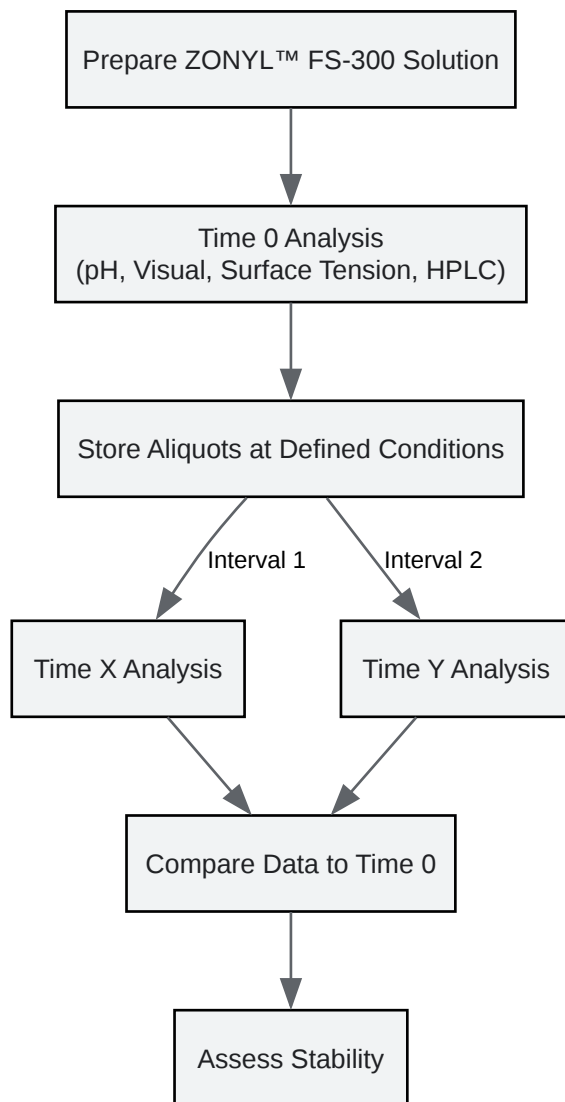 Prepare ZONYL™ FS-300 Solution
Time 0 Analysis
(pH, Visual, Surface Tension, HPLC)
Store Aliquots at Defined Conditions
Interval 1
Interval 2
Time X Analysis
Time Y Analysis
Compare Data to Time 0
Assess Stability